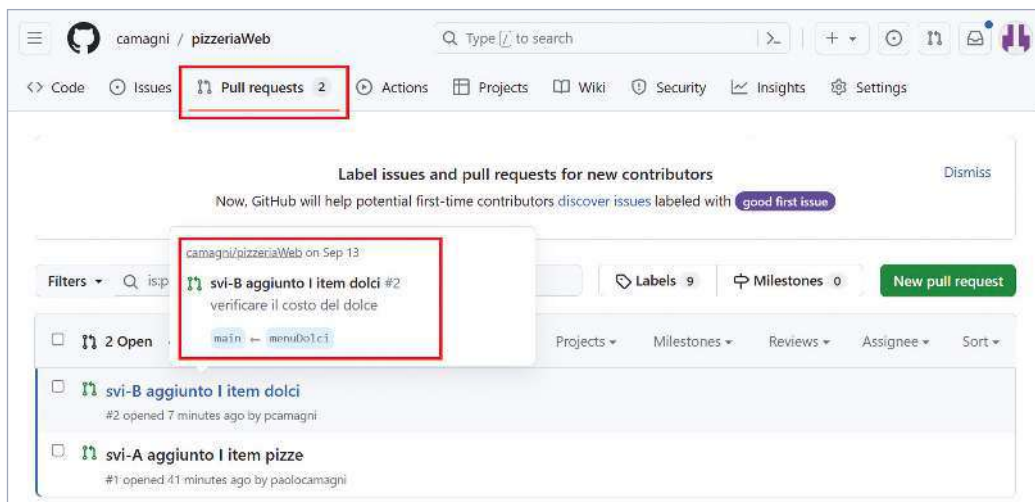 camagni / pizzeriaWeb Type / to search
Code Issues Pull requests 2 Actions Projects Wiki Security Insights Settings
Label issues and pull requests for new contributors Dismiss
Now, GitHub will help potential first-time contributors discover issues labeled with good first issue
camagni/pizzeriaWeb on Sep 13
svi-B aggiunto I item dolci #2
verificare il costo del dolce
main ← menuDolci
Filters is:p Labels 9 Milestones 0 New pull request
2 Open Projects Milestones Reviews Assignee Sort
svi-B aggiunto I item dolci
#2 opened 7 minutes ago by pcamagni
svi-A aggiunto I item pizze
#1 opened 41 minutes ago by paolocamagni